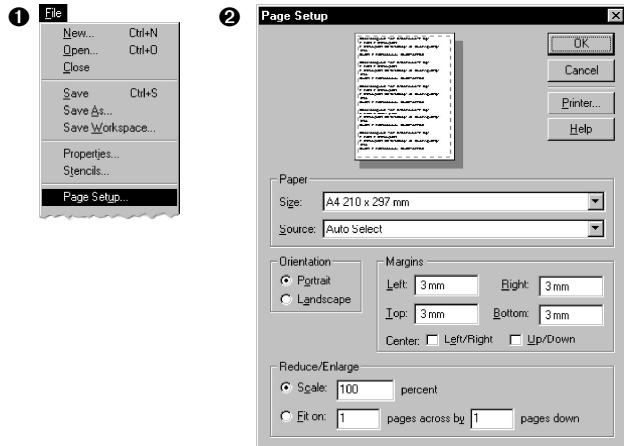 ❶ File
New... Ctrl+N
Open... Ctrl+O
Close
Save Ctrl+S
Save As...
Save Workspace...
Properties...
Stencils...
Page Setup...
❷ Page Setup
OK
Cancel
Printer...
Help
Paper
Size: A4 210 x 297 mm
Source: Auto Select
Orientation
Portrait
Landscape
Margins
Left: 3 mm Right: 3 mm
Top: 3 mm Bottom: 3 mm
Center: Left/Right Up/Down
Reduce/Enlarge
Scale: 100 percent
Fit on: 1 pages across by 1 pages down